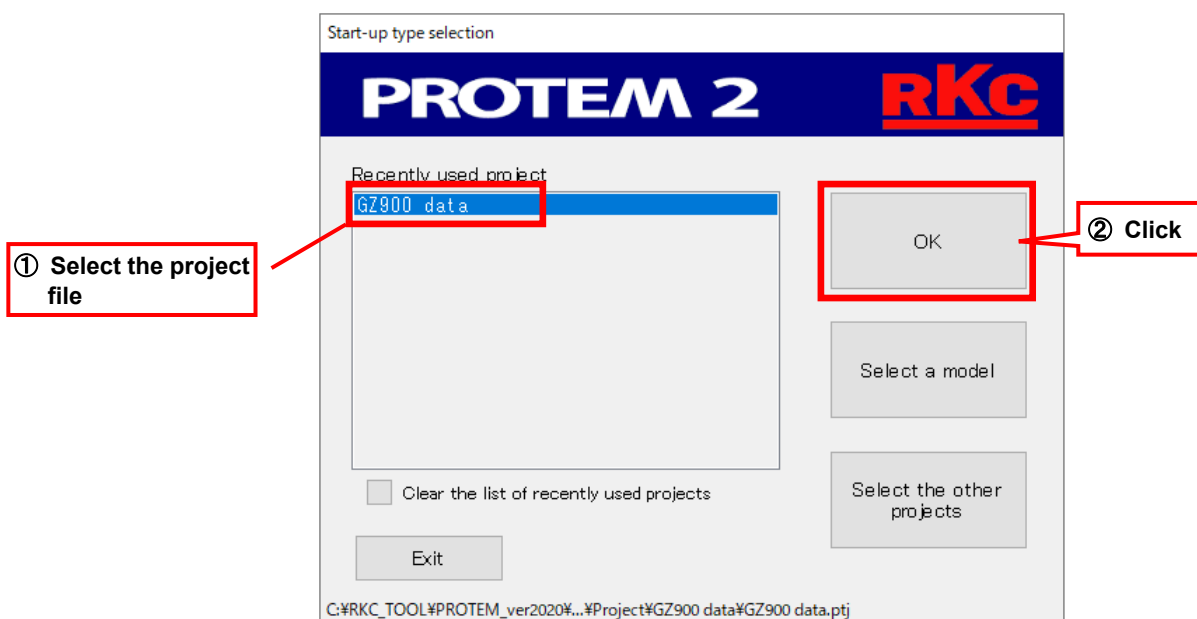 Start-up type selection
PROTEM 2
RKC
Recently used project
GZ900 data
① Select the project
file
OK
② Click
Select a model
Clear the list of recently used projects
Select the other
projects
Exit
C:¥RKC_TOOL¥PROTEM_ver2020¥...¥Project¥GZ900 data¥GZ900 data.ptj